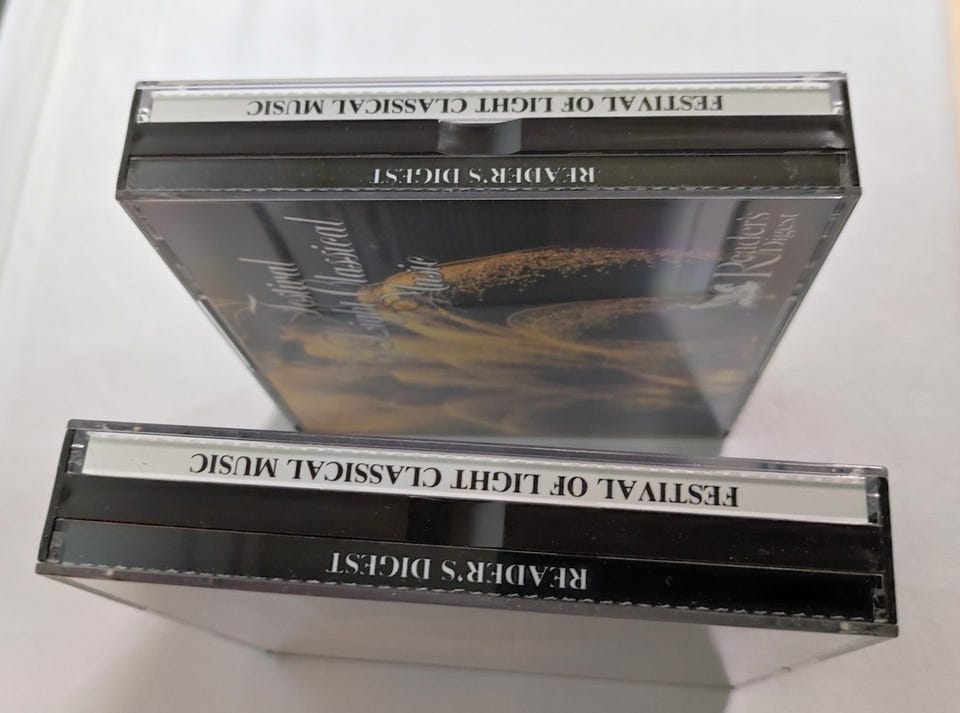 FESTIVAL OF LIGHT CLASSICAL MUSIC
READER'S DIGEST
Festival
Light Classical
Music
Reader's
Digest
FESTIVAL OF LIGHT CLASSICAL MUSIC
READER'S DIGEST